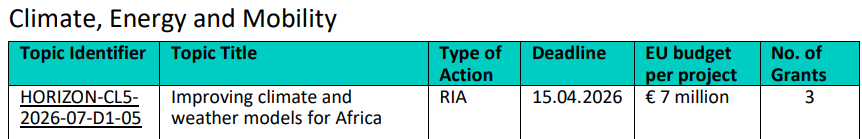 Climate, Energy and Mobility
Topic Identifier Topic Title Type of Action Deadline EU budget per project No. of Grants
HORIZON-CL5-2026-07-D1-05 Improving climate and weather models for Africa RIA 15.04.2026 € 7 million 3